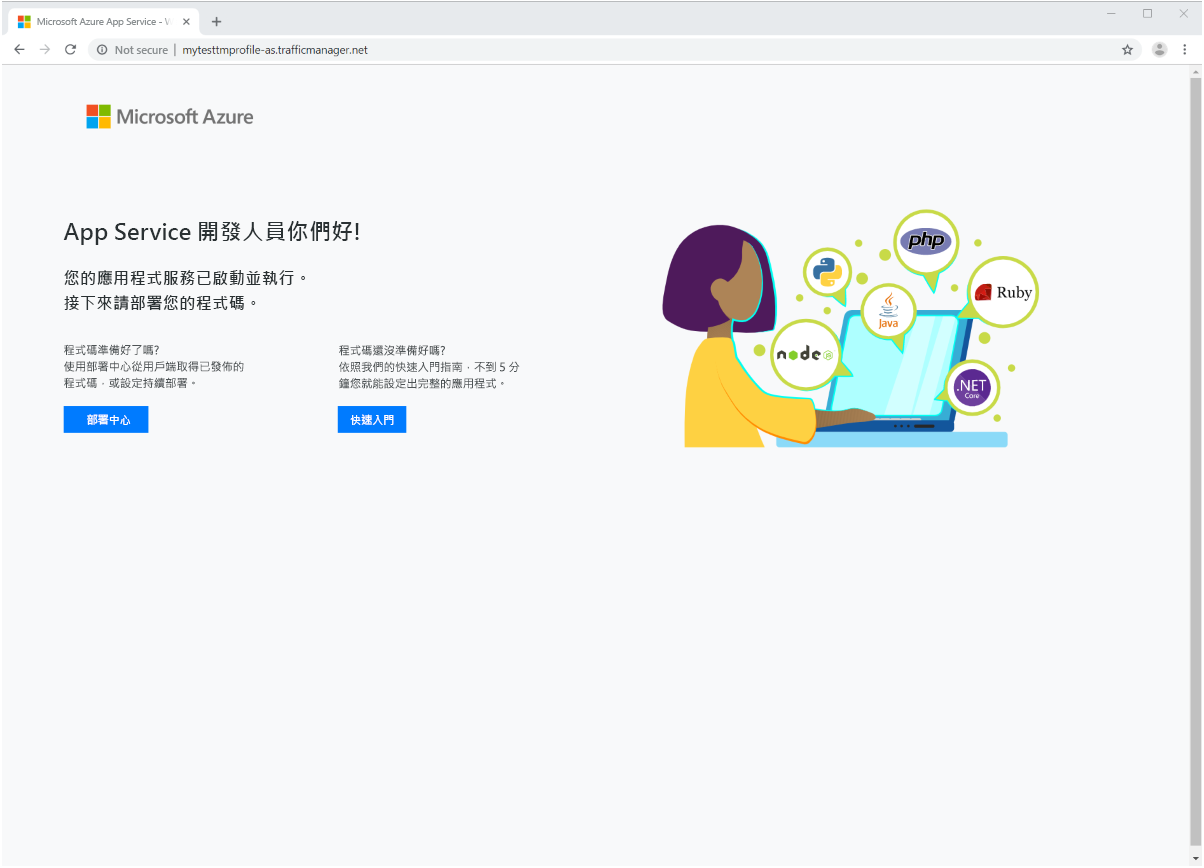 Microsoft Azure App Service - W
Not secure | mytesttmprofile-as.trafficmanager.net
Microsoft Azure
App Service 開發人員你們好!
您的應用程式服務已啟動並執行。
接下來請部署您的程式碼。
程式碼準備好了嗎?
使用部署中心從用戶端取得已發佈的
程式碼，或設定持續部署。
部署中心
程式碼還沒準備好嗎?
依照我們的快速入門指南，不到 5 分
鐘您就能設定出完整的應用程式。
快速入門
php
Java
Ruby
node
JS
.NET
Core